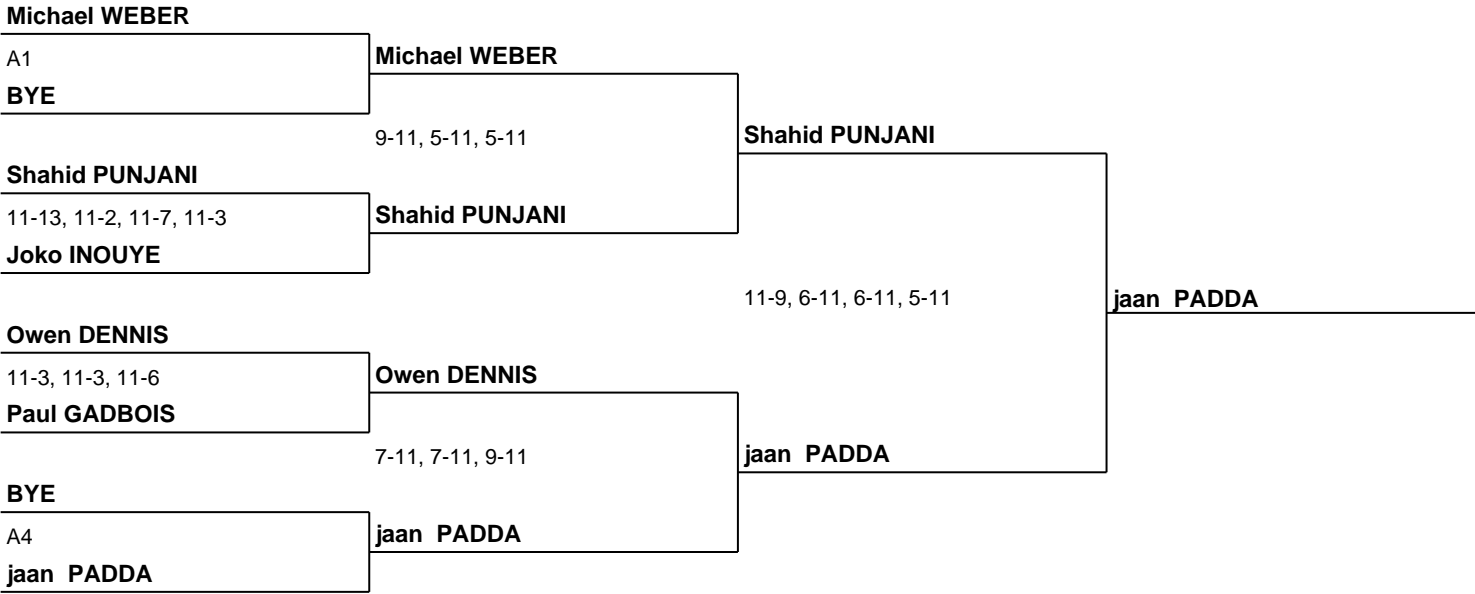 Michael WEBER
A1
Michael WEBER
BYE
9-11, 5-11, 5-11
Shahid PUNJANI
Shahid PUNJANI
11-13, 11-2, 11-7, 11-3
Shahid PUNJANI
Joko INOUYE
11-9, 6-11, 6-11, 5-11
jaan  PADDA
Owen DENNIS
11-3, 11-3, 11-6
Owen DENNIS
Paul GADBOIS
7-11, 7-11, 9-11
jaan  PADDA
BYE
A4
jaan  PADDA
jaan  PADDA